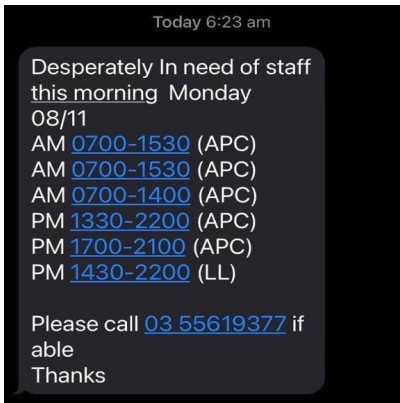 Today 6:23 am
Desperately In need of staff
this morning Monday
08/11
AM 0700-1530 (APC)
AM 0700-1530 (APC)
AM 0700-1400 (APC)
PM 1330-2200 (APC)
PM 1700-2100 (APC)
PM 1430-2200 (LL)
Please call 03 55619377 if
able
Thanks